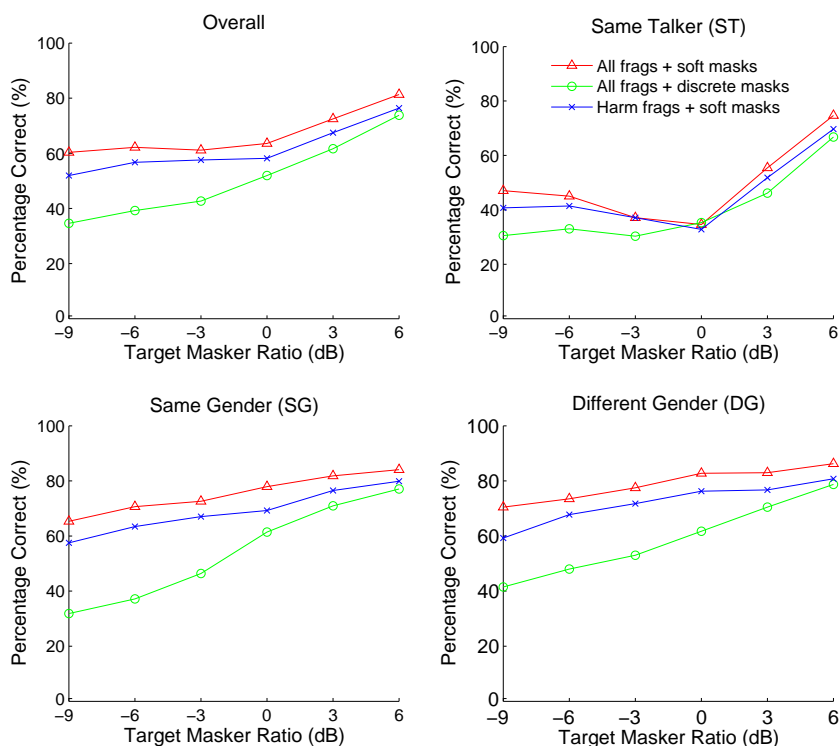 Overall
100
80
60
40
20
0
Percentage Correct (%)
−9 −6 −3 0 3 6
Target Masker Ratio (dB)
Same Talker (ST)
All frags + soft masks
All frags + discrete masks
Harm frags + soft masks
100
80
60
40
20
0
Percentage Correct (%)
−9 −6 −3 0 3 6
Target Masker Ratio (dB)
Same Gender (SG)
100
80
60
40
20
0
Percentage Correct (%)
−9 −6 −3 0 3 6
Target Masker Ratio (dB)
Different Gender (DG)
100
80
60
40
20
0
Percentage Correct (%)
−9 −6 −3 0 3 6
Target Masker Ratio (dB)